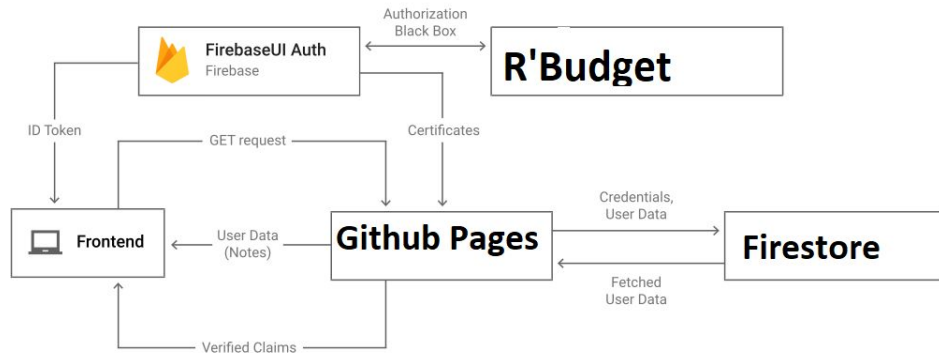 Authorization
Black Box
FirebaseUI Auth
Firebase
R'Budget
ID Token
GET request
Certificates
Credentials,
User Data
Frontend
User Data
(Notes)
Github Pages
Firestore
Fetched
User Data
Verified Claims